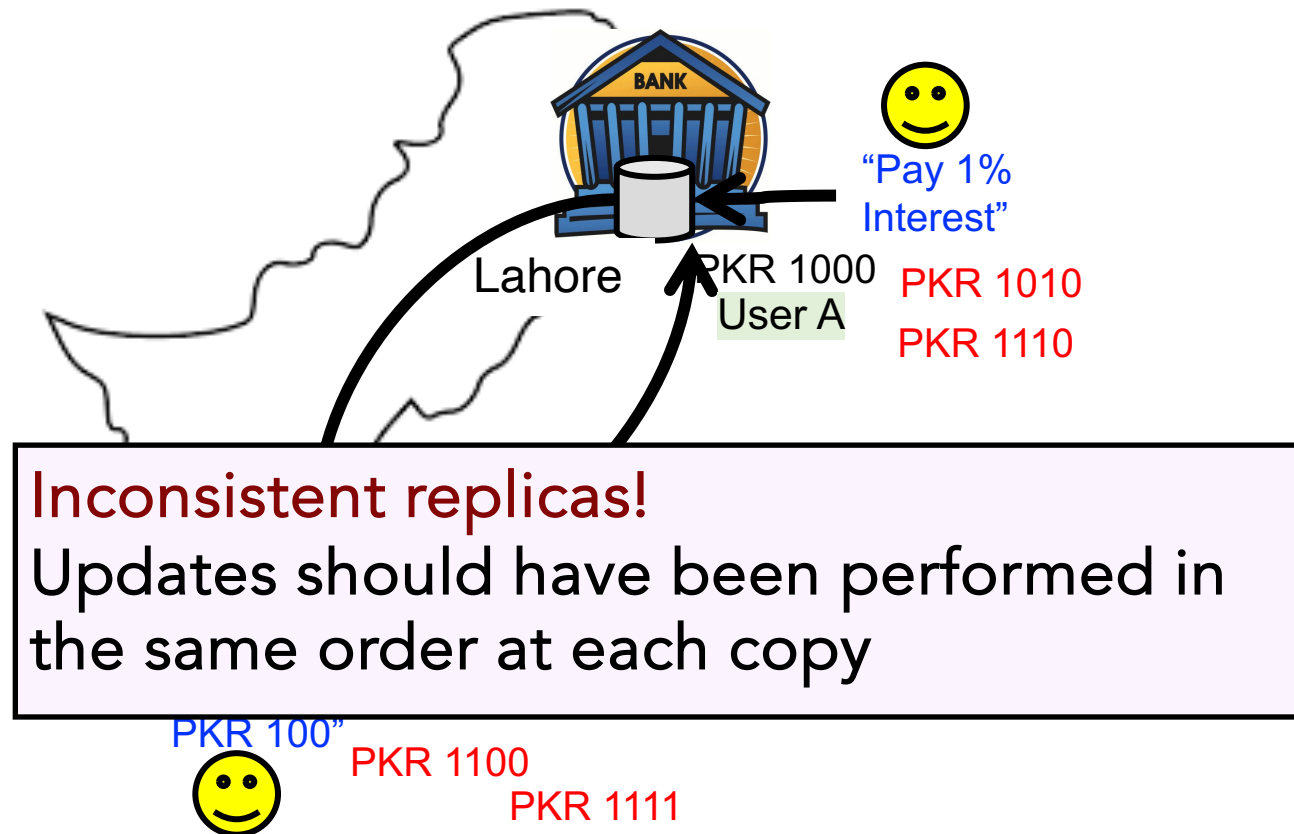 BANK
“Pay 1%
Interest”
Lahore
PKR 1000
User A
PKR 1010
PKR 1110
Inconsistent replicas!
Updates should have been performed in
the same order at each copy
PKR 100”
PKR 1100
PKR 1111